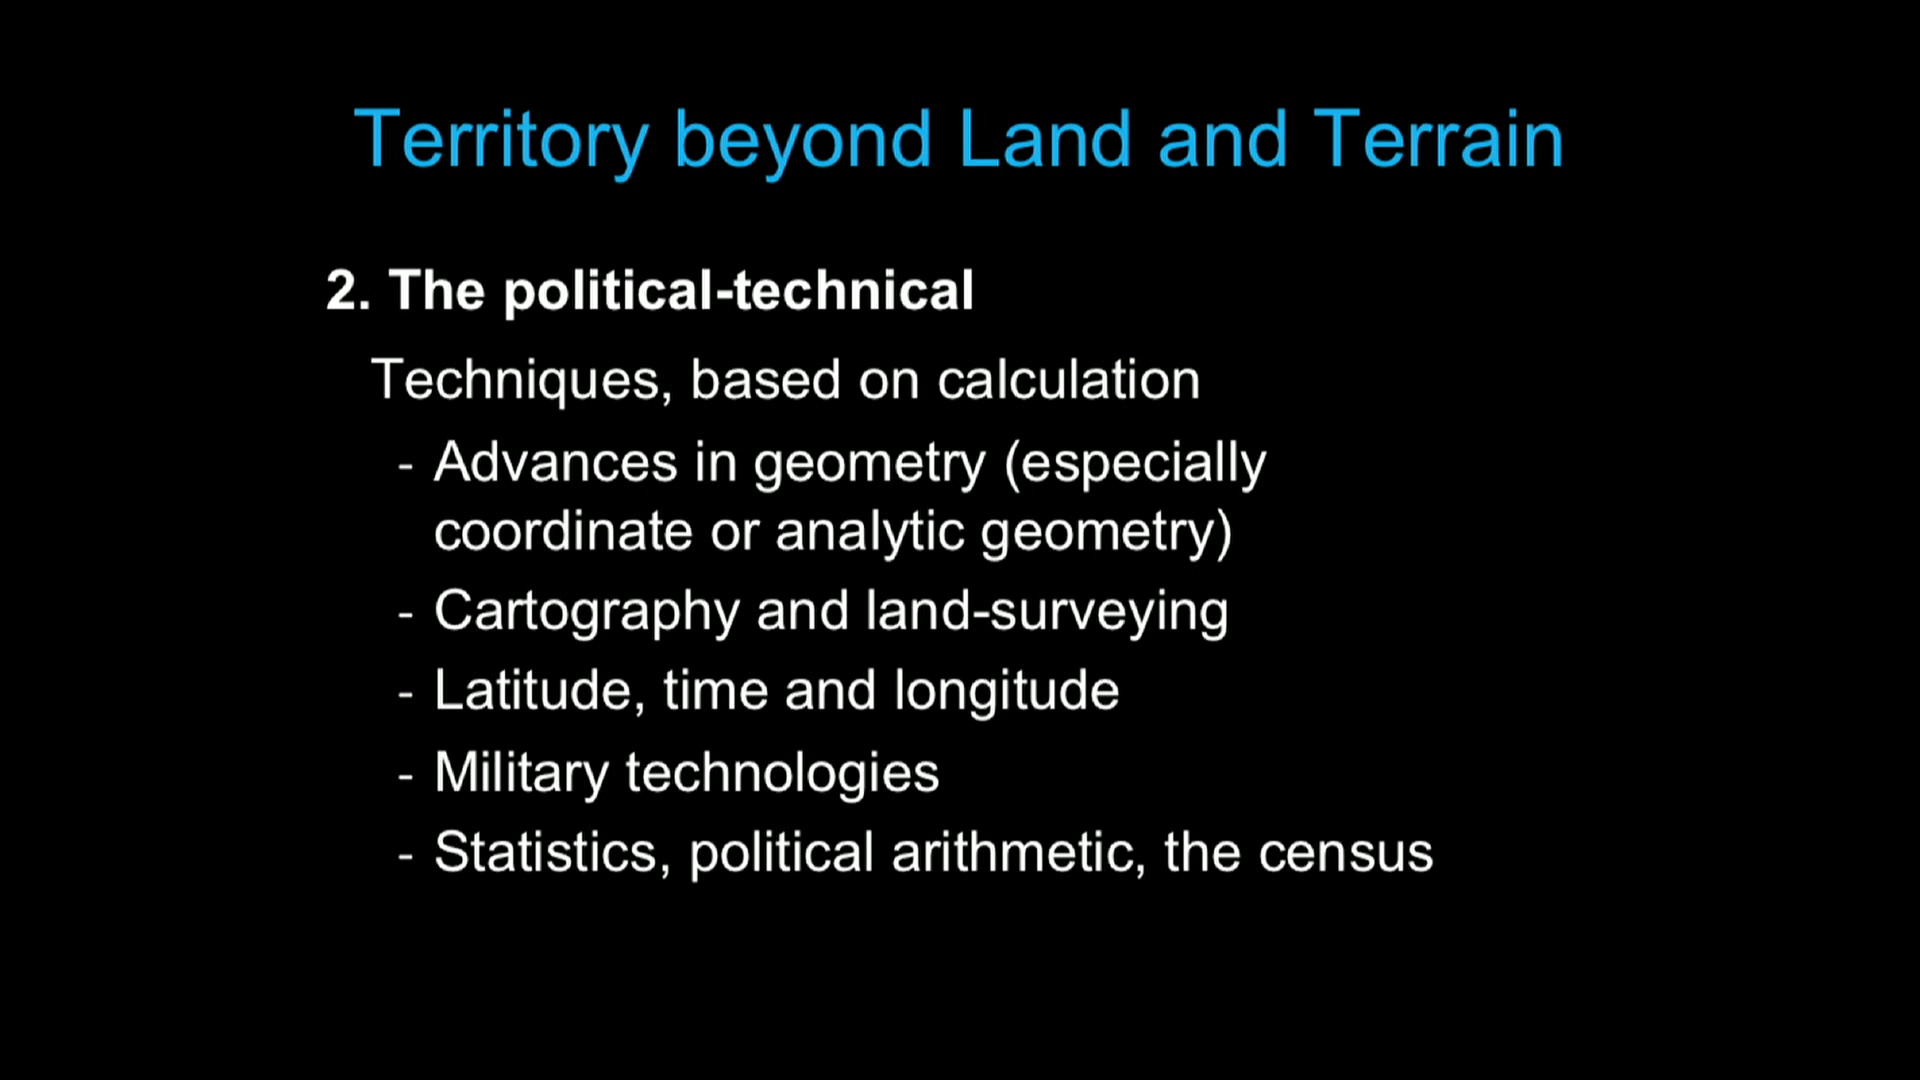 Territory beyond Land and Terrain
2. The political-technical
Techniques, based on calculation
- Advances in geometry (especially
coordinate or analytic geometry)
- Cartography and land-surveying
- Latitude, time and longitude
- Military technologies
- Statistics, political arithmetic, the census